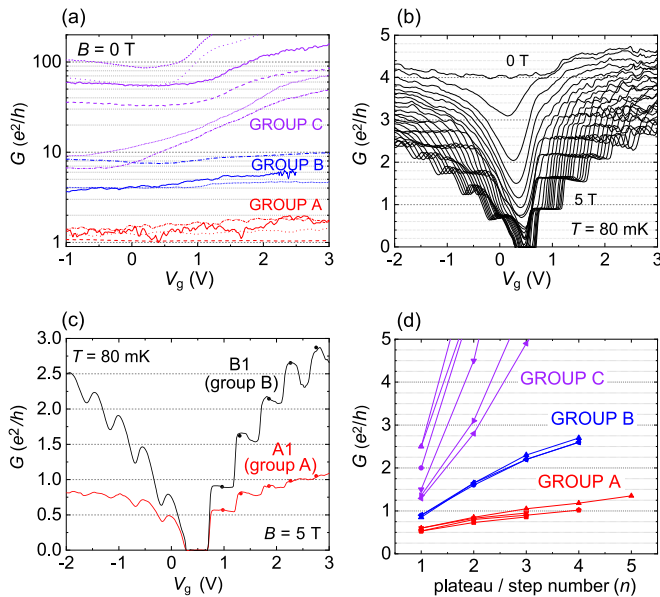 (a)
B = 0 T
GROUP C
GROUP B
GROUP A
100
10
1
G (e²/h)
-1 0 1 2 3
Vg (V)
(b)
0 T
5 T
T = 80 mK
5
4
3
2
1
0
G (e²/h)
-2 -1 0 1 2 3
Vg (V)
(c)
T = 80 mK
B1
(group B)
A1
(group A)
B = 5 T
3.0
2.5
2.0
1.5
1.0
0.5
0.0
G (e²/h)
-2 -1 0 1 2 3
Vg (V)
(d)
GROUP C
GROUP B
GROUP A
5
4
3
2
1
0
G (e²/h)
1 2 3 4 5
plateau / step number (n)